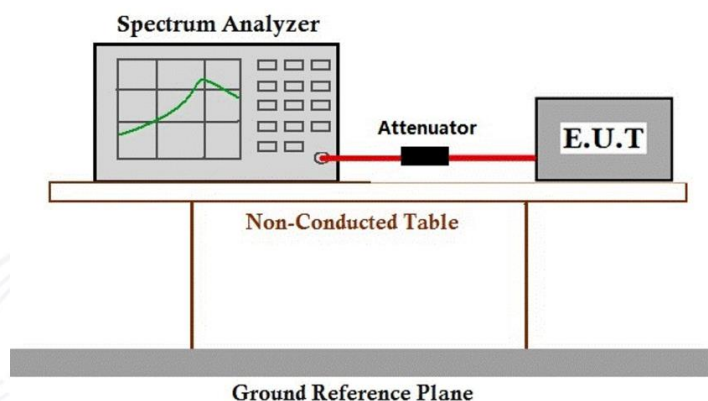 Spectrum Analyzer
Attenuator
E.U.T
Non-Conducted Table
Ground Reference Plane